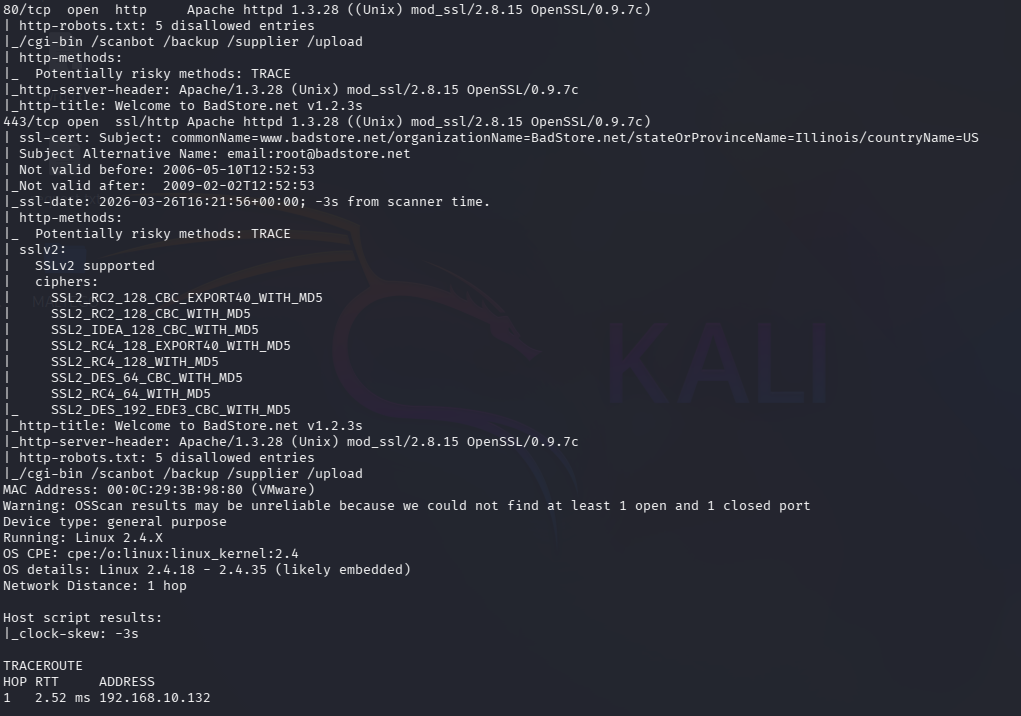 80/tcp  open  http     Apache httpd 1.3.28 ((Unix) mod_ssl/2.8.15 OpenSSL/0.9.7c)
| http-robots.txt: 5 disallowed entries
|_/cgi-bin /scanbot /backup /supplier /upload
| http-methods:
|_  Potentially risky methods: TRACE
|_http-server-header: Apache/1.3.28 (Unix) mod_ssl/2.8.15 OpenSSL/0.9.7c
|_http-title: Welcome to BadStore.net v1.2.3s
443/tcp open  ssl/http Apache httpd 1.3.28 ((Unix) mod_ssl/2.8.15 OpenSSL/0.9.7c)
| ssl-cert: Subject: commonName=www.badstore.net/organizationName=BadStore.net/stateOrProvinceName=Illinois/countryName=US
| Subject Alternative Name: email:root@badstore.net
| Not valid before: 2006-05-10T12:52:53
|_Not valid after:  2009-02-02T12:52:53
|_ssl-date: 2026-03-26T16:21:56+00:00; -3s from scanner time.
| http-methods:
|_  Potentially risky methods: TRACE
| sslv2:
|   SSLv2 supported
|   ciphers:
|     SSL2_RC2_128_CBC_EXPORT40_WITH_MD5
|     SSL2_RC2_128_CBC_WITH_MD5
|     SSL2_IDEA_128_CBC_WITH_MD5
|     SSL2_RC4_128_EXPORT40_WITH_MD5
|     SSL2_RC4_128_WITH_MD5
|     SSL2_DES_64_CBC_WITH_MD5
|     SSL2_RC4_64_WITH_MD5
|_    SSL2_DES_192_EDE3_CBC_WITH_MD5
|_http-title: Welcome to BadStore.net v1.2.3s
|_http-server-header: Apache/1.3.28 (Unix) mod_ssl/2.8.15 OpenSSL/0.9.7c
| http-robots.txt: 5 disallowed entries
|_/cgi-bin /scanbot /backup /supplier /upload
MAC Address: 00:0C:29:3B:98:80 (VMware)
Warning: OSScan results may be unreliable because we could not find at least 1 open and 1 closed port
Device type: general purpose
Running: Linux 2.4.X
OS CPE: cpe:/o:linux:linux_kernel:2.4
OS details: Linux 2.4.18 - 2.4.35 (likely embedded)
Network Distance: 1 hop

Host script results:
|_clock-skew: -3s

TRACEROUTE
HOP RTT     ADDRESS
1   2.52 ms 192.168.10.132
KALI